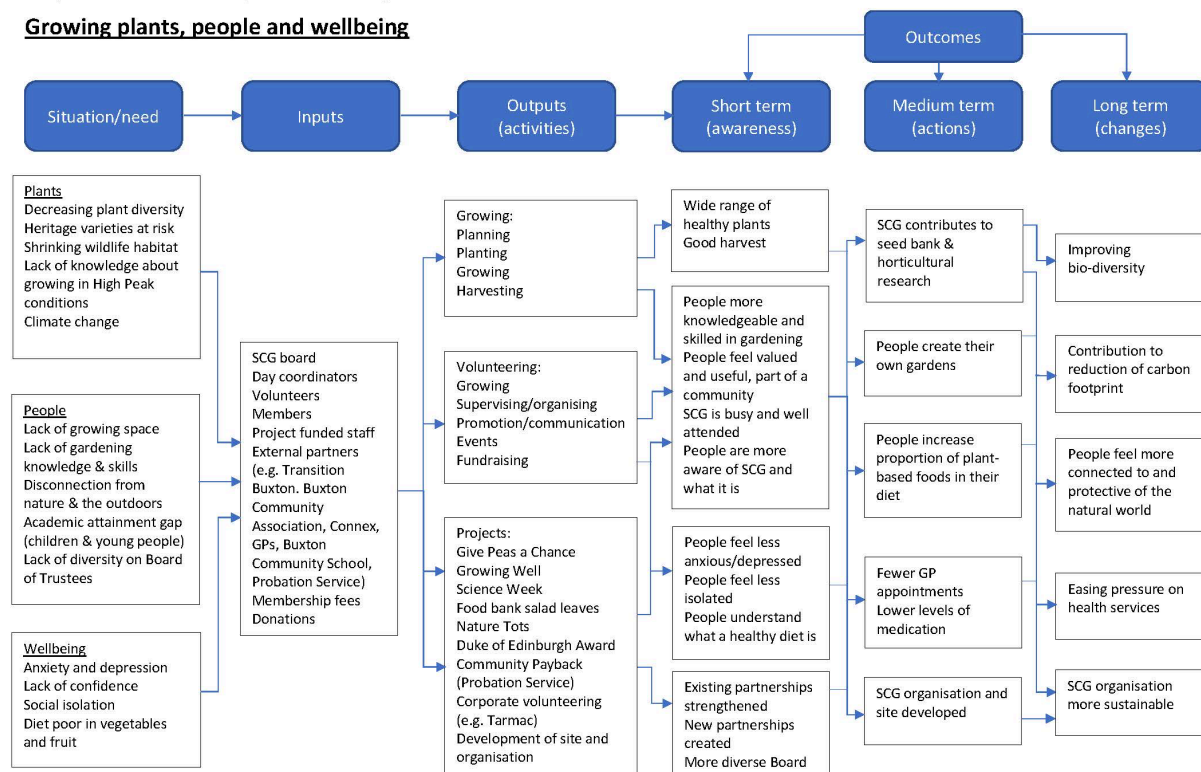 Growing plants, people and wellbeing
Outcomes
Situation/need
Inputs
Outputs
(activities)
Short term
(awareness)
Medium term
(actions)
Long term
(changes)
Plants
Decreasing plant diversity
Heritage varieties at risk
Shrinking wildlife habitat
Lack of knowledge about
growing in High Peak
conditions
Climate change
People
Lack of growing space
Lack of gardening
knowledge & skills
Disconnection from
nature & the outdoors
Academic attainment gap
(children & young people)
Lack of diversity on Board
of Trustees
Wellbeing
Anxiety and depression
Lack of confidence
Social isolation
Diet poor in vegetables
and fruit
SCG board
Day coordinators
Volunteers
Members
Project funded staff
External partners
(e.g. Transition
Buxton. Buxton
Community
Association, Connex,
GPs, Buxton
Community School,
Probation Service)
Membership fees
Donations
Growing:
Planning
Planting
Growing
Harvesting
Volunteering:
Growing
Supervising/organising
Promotion/communication
Events
Fundraising
Projects:
Give Peas a Chance
Growing Well
Science Week
Food bank salad leaves
Nature Tots
Duke of Edinburgh Award
Community Payback
(Probation Service)
Corporate volunteering
(e.g. Tarmac)
Development of site and
organisation
Wide range of
healthy plants
Good harvest
People more
knowledgeable and
skilled in gardening
People feel valued
and useful, part of a
community
SCG is busy and well
attended
People are more
aware of SCG and
what it is
People feel less
anxious/depressed
People feel less
isolated
People understand
what a healthy diet is
Existing partnerships
strengthened
New partnerships
created
More diverse Board
SCG contributes to
seed bank &
horticultural
research
People create their
own gardens
People increase
proportion of plant-
based foods in their
diet
Fewer GP
appointments
Lower levels of
medication
SCG organisation and
site developed
Improving
bio-diversity
Contribution to
reduction of carbon
footprint
People feel more
connected to and
protective of the
natural world
Easing pressure on
health services
SCG organisation
more sustainable